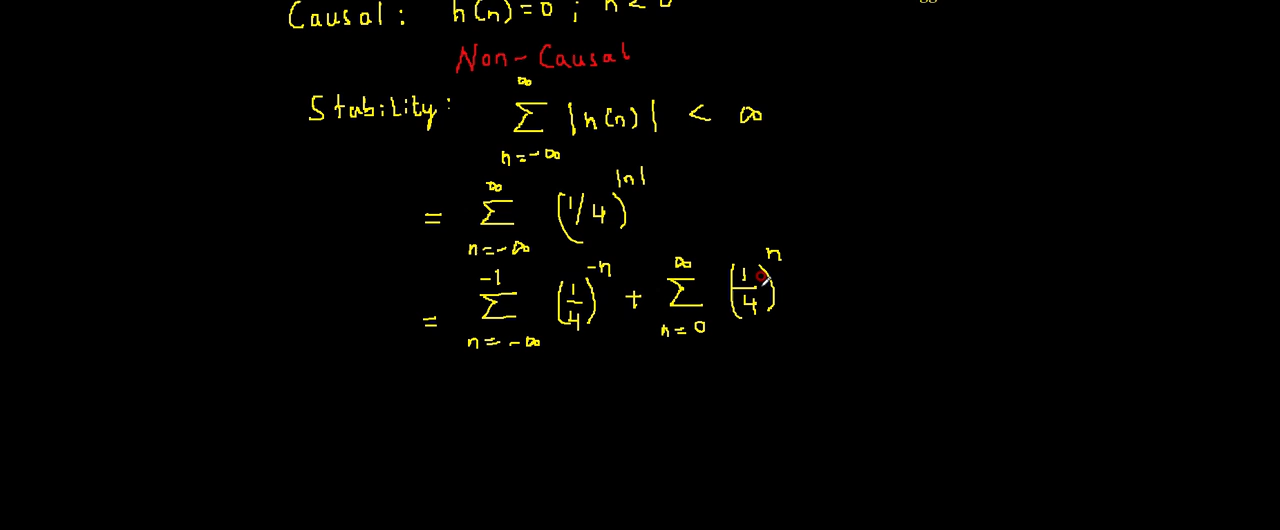 Causal : h(n) = 0 ; n < 0
Non-Causal
Stability : ∞ ∑ n=-∞ |h(n)| < ∞
= ∞ ∑ n=-∞ (1/4)^|n|
= -1 ∑ n=-∞ (1/4)^-n + ∞ ∑ n=0 (1/4)^n